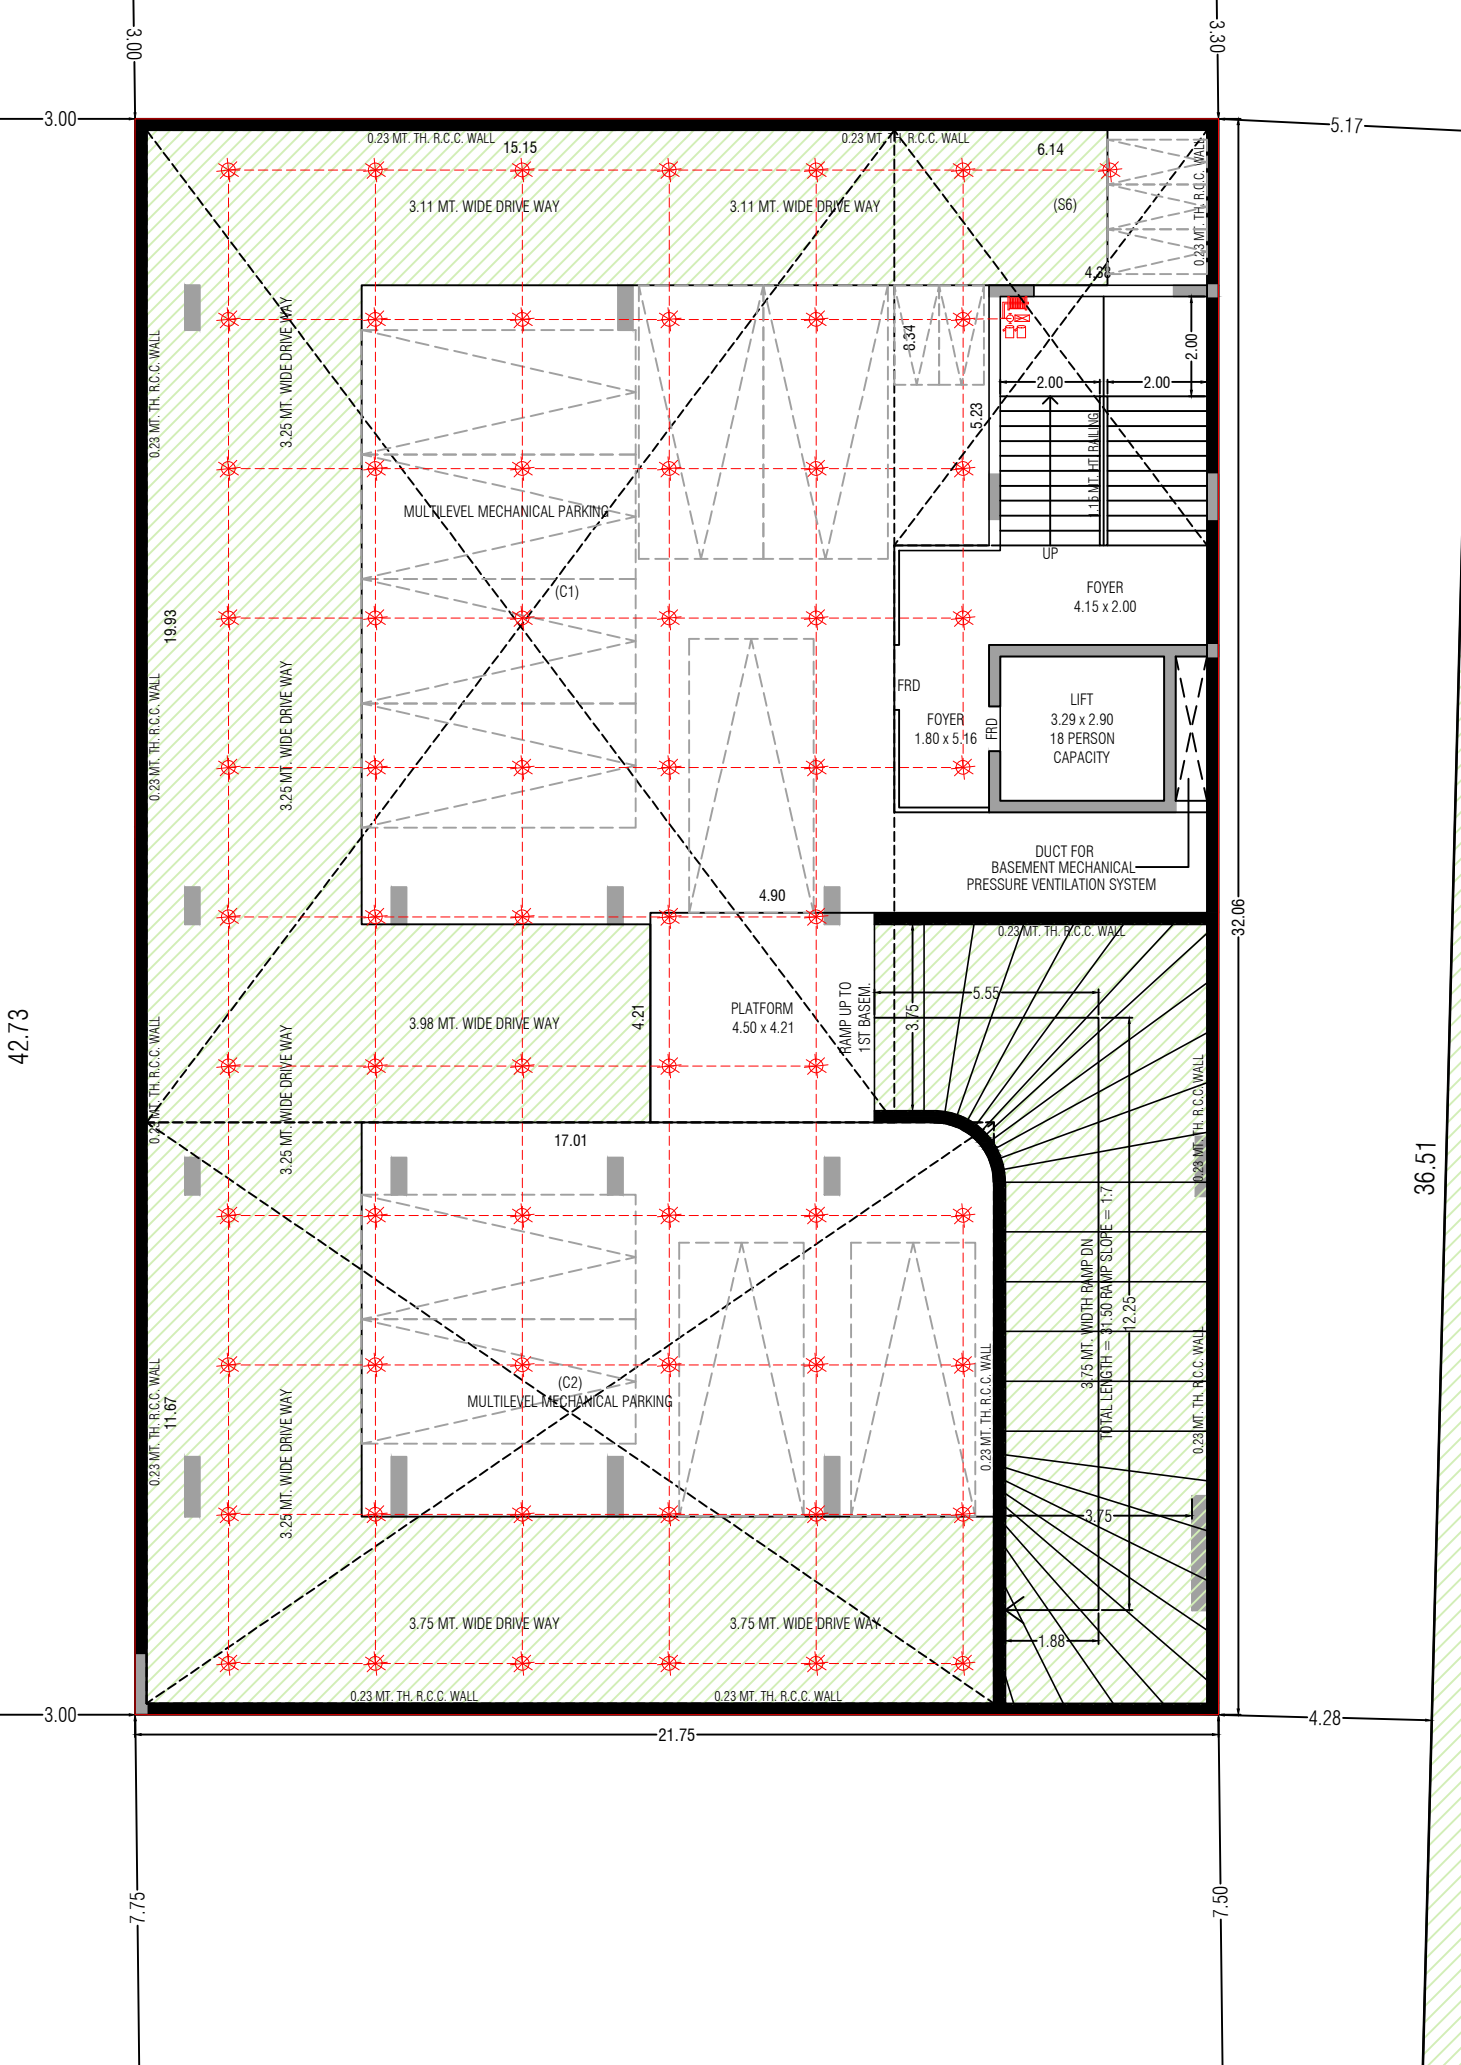 3.00
3.30
3.00
5.17
0.23 MT. TH. R.C.C. WALL
0.23 MT. TH. R.C.C. WALL
15.15
6.14
3.11 MT. WIDE DRIVE WAY
3.11 MT. WIDE DRIVE WAY
(S6)
0.23 MT. TH. R.C.C. WALL
4.38
0.23 MT. TH. R.C.C. WALL
3.25 MT. WIDE DRIVE WAY
8.34
2.00
2.00
2.00
5.23
1.15 MT. HT. RAILING
MULTILEVEL MECHANICAL PARKING
UP
(C1)
FOYER
4.15 x 2.00
19.93
FRD
FOYER
1.80 x 5.16
FRD
LIFT
3.29 x 2.90
18 PERSON
CAPACITY
0.23 MT. TH. R.C.C. WALL
3.25 MT. WIDE DRIVE WAY
DUCT FOR
BASEMENT MECHANICAL
PRESSURE VENTILATION SYSTEM
4.90
32.06
0.23 MT. TH. R.C.C. WALL
42.73
5.55
3.98 MT. WIDE DRIVE WAY
4.21
PLATFORM
4.50 x 4.21
RAMP UP TO
1ST BASEM.
3.75
0.23 MT. TH. R.C.C. WALL
3.25 MT. WIDE DRIVE WAY
0.23 MT. TH. R.C.C. WALL
17.01
36.51
3.75 MT. WIDTH RAMP DN
TOTAL LENGTH = 31.50 RAMP SLOPE = 1:7
12.25
0.23 MT. TH. R.C.C. WALL
(C2)
MULTILEVEL MECHANICAL PARKING
0.23 MT. TH. R.C.C. WALL
11.67
3.25 MT. WIDE DRIVE WAY
0.23 MT. TH. R.C.C. WALL
3.75
3.75 MT. WIDE DRIVE WAY
3.75 MT. WIDE DRIVE WAY
1.88
0.23 MT. TH. R.C.C. WALL
0.23 MT. TH. R.C.C. WALL
3.00
21.75
4.28
7.75
7.50